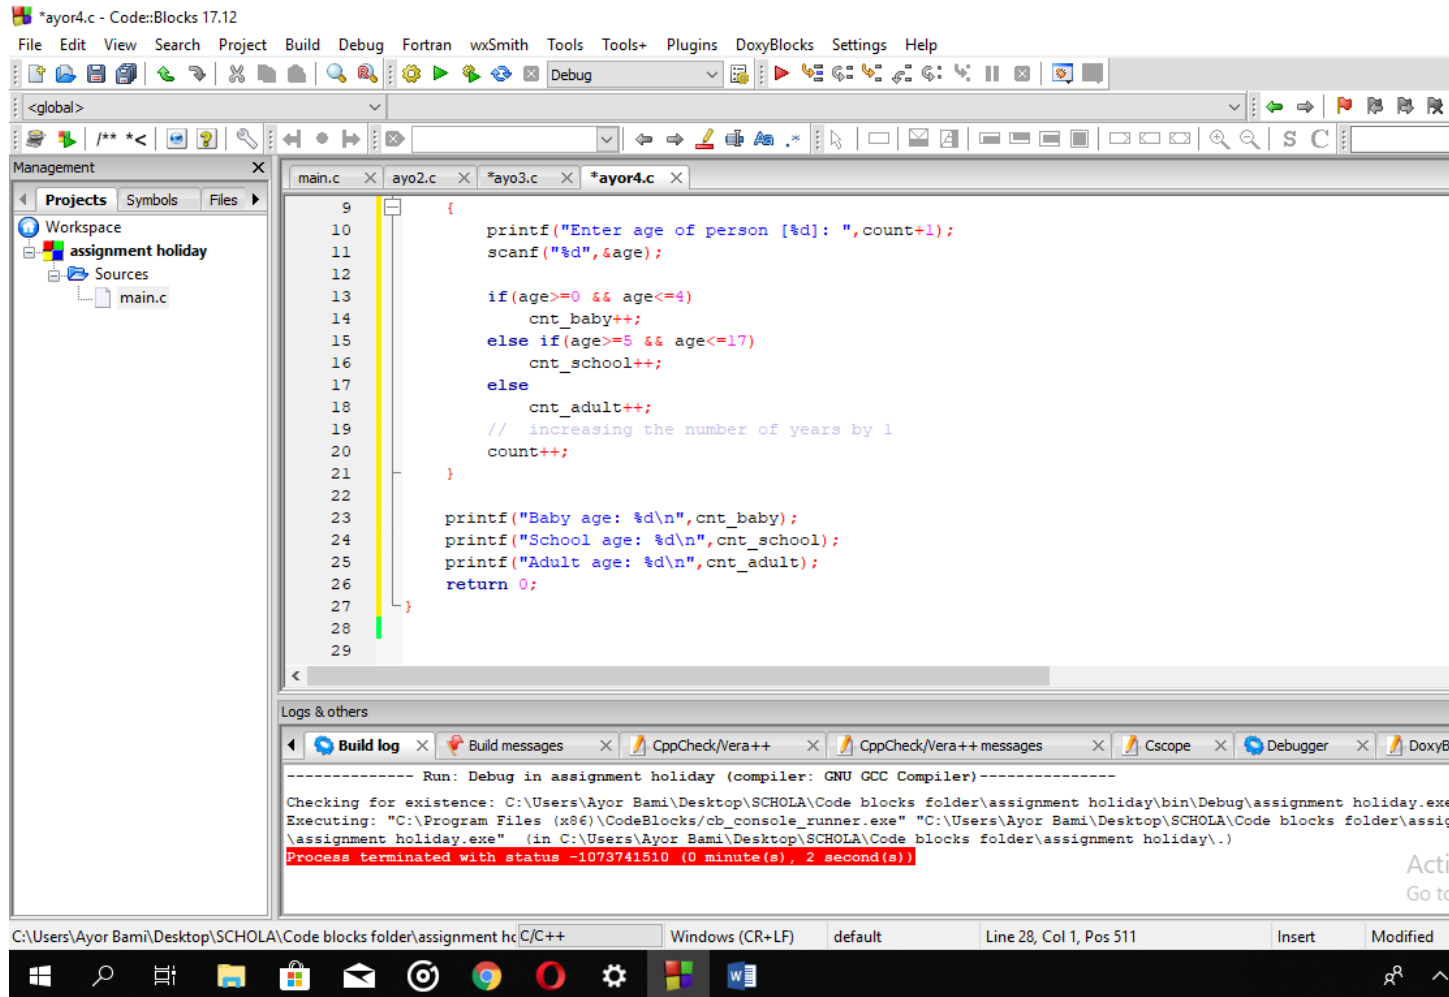 *ayor4.c - Code::Blocks 17.12
File Edit View Search Project Build Debug Fortran wxSmith Tools Tools+ Plugins DoxyBlocks Settings Help
Debug
<global>
/** *< S C
Management
main.c ayo2.c *ayo3.c *ayor4.c
Projects Symbols Files
Workspace
assignment holiday
Sources
main.c
9 {
10 printf("Enter age of person [%d]: ",count+1);
11 scanf("%d",&age);
12
13 if(age>=0 && age<=4)
14 cnt_baby++;
15 else if(age>=5 && age<=17)
16 cnt_school++;
17 else
18 cnt_adult++;
19 // increasing the number of years by 1
20 count++;
21 }
22
23 printf("Baby age: %d\n",cnt_baby);
24 printf("School age: %d\n",cnt_school);
25 printf("Adult age: %d\n",cnt_adult);
26 return 0;
27 }
28
29
Logs & others
Build log Build messages CppCheck/Vera++ CppCheck/Vera++ messages Cscope Debugger DoxyB
-------------- Run: Debug in assignment holiday (compiler: GNU GCC Compiler)---------------
Checking for existence: C:\Users\Ayor Bami\Desktop\SCHOLA\Code blocks folder\assignment holiday\bin\Debug\assignment holiday.exe
Executing: "C:\Program Files (x86)\CodeBlocks/cb_console_runner.exe" "C:\Users\Ayor Bami\Desktop\SCHOLA\Code blocks folder\assig
\assignment holiday.exe" (in C:\Users\Ayor Bami\Desktop\SCHOLA\Code blocks folder\assignment holiday\.)
Process terminated with status -1073741510 (0 minute(s), 2 second(s))
Acti
Go to
C:\Users\Ayor Bami\Desktop\SCHOLA\Code blocks folder\assignment ho C/C++ Windows (CR+LF) default Line 28, Col 1, Pos 511 Insert Modified